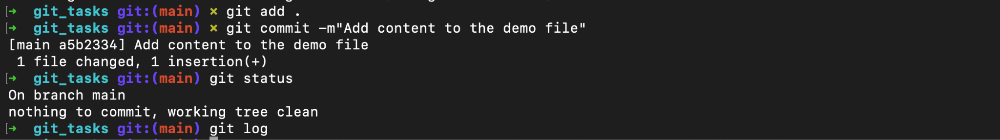 [➜ git_tasks git:(main) × git add .
[➜ git_tasks git:(main) × git commit -m"Add content to the demo file"
[main a5b2334] Add content to the demo file
 1 file changed, 1 insertion(+)
[➜ git_tasks git:(main) git status
On branch main
nothing to commit, working tree clean
[➜ git_tasks git:(main) git log